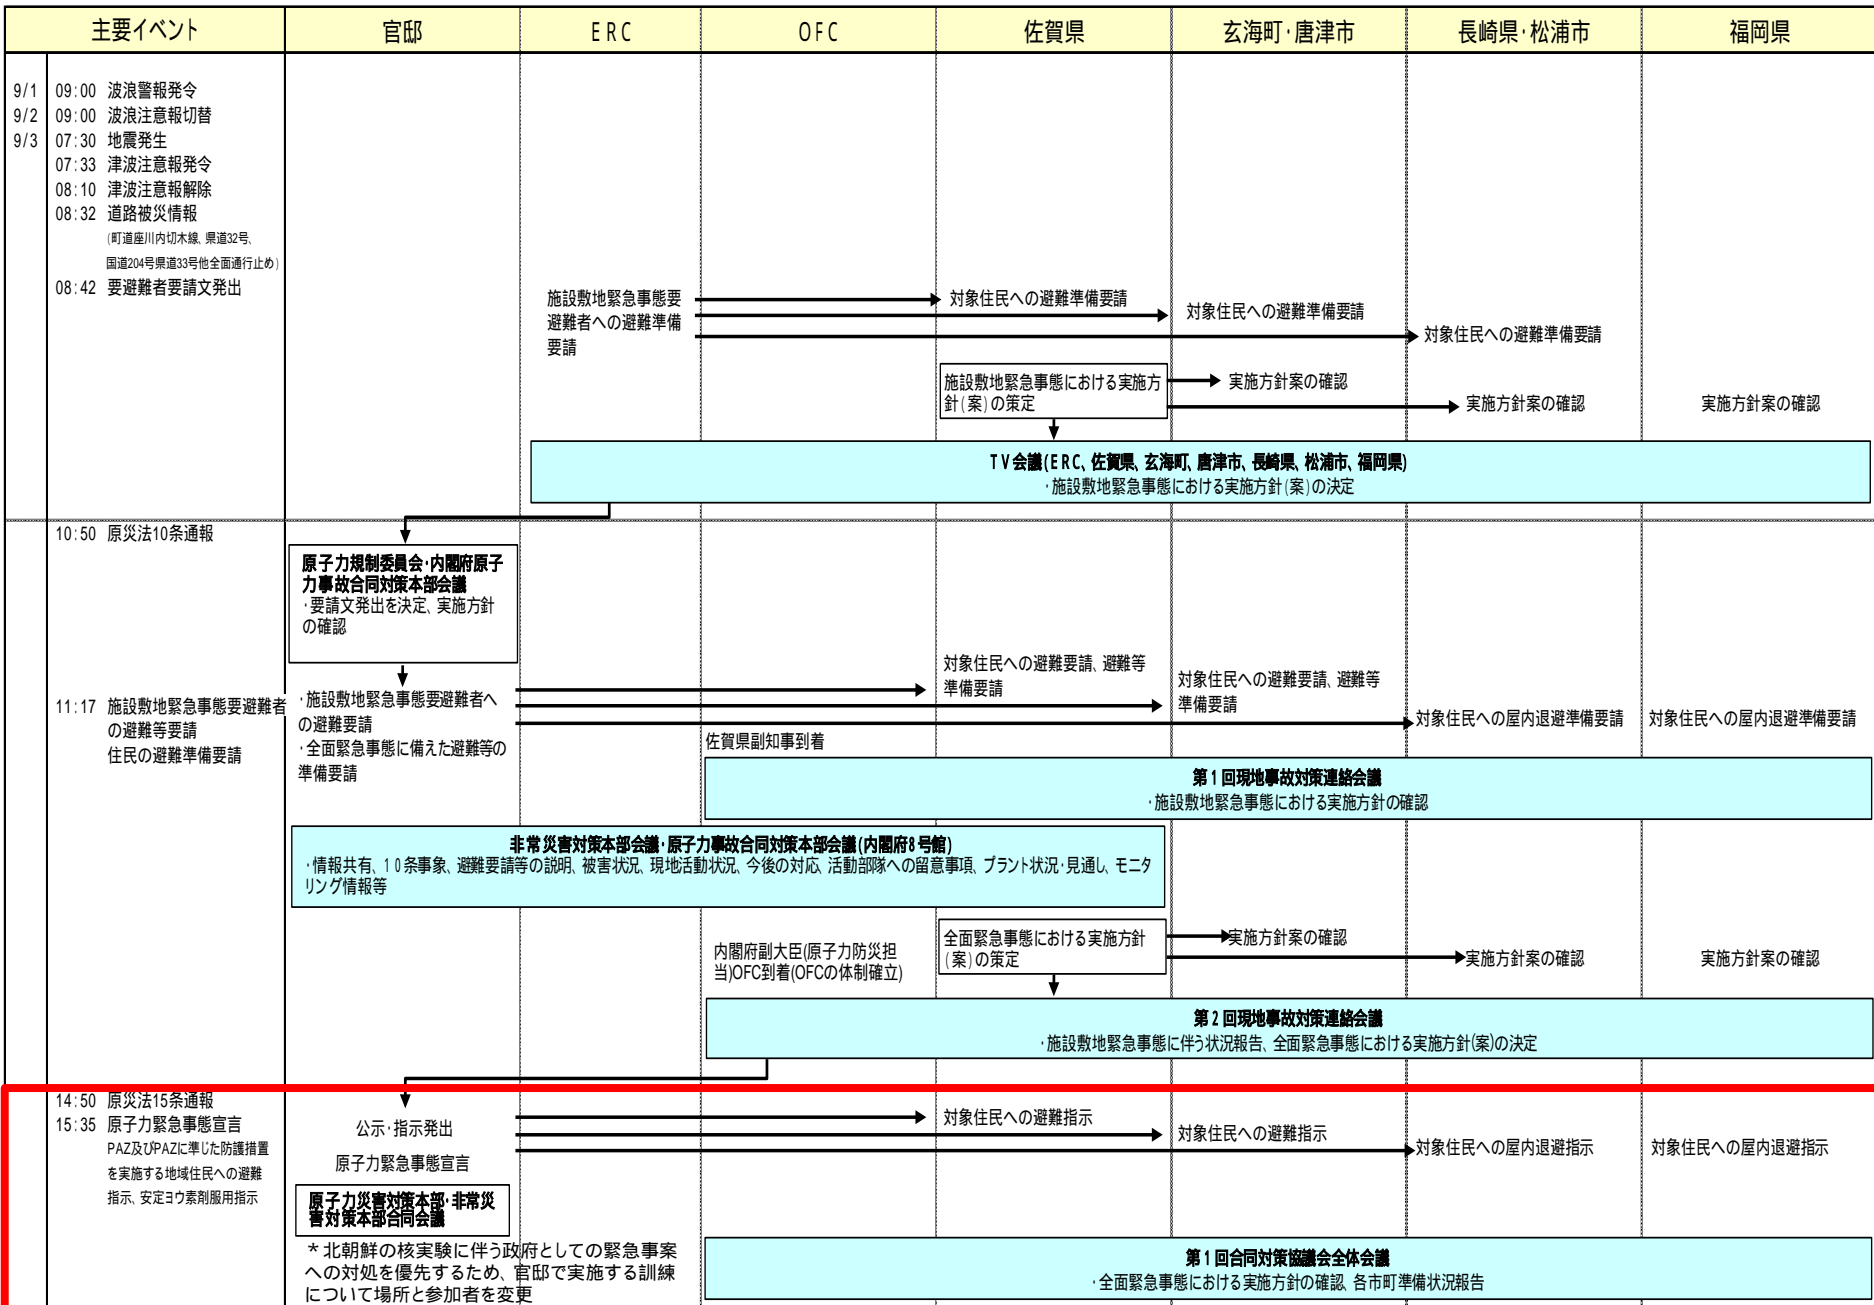 主要イベント
官邸
ERC
OFC
佐賀県
玄海町・唐津市
長崎県・松浦市
福岡県
9/1 09:00 波浪警報発令
9/2 09:00 波浪注意報切替
9/3 07:30 地震発生
07:33 津波注意報発令
08:10 津波注意報解除
08:32 道路被災情報
(町道座川内切木線、県道32号、
国道204号県道33号他全面通行止め)
08:42 要避難者要請文発出
施設敷地緊急事態要
避難者への避難準備
要請
対象住民への避難準備要請
対象住民への避難準備要請
対象住民への避難準備要請
施設敷地緊急事態における実施方
針(案)の策定
実施方針案の確認
実施方針案の確認
実施方針案の確認
TV会議(ERC、佐賀県、玄海町、唐津市、長崎県、松浦市、福岡県)
・施設敷地緊急事態における実施方針(案)の決定
10:50 原災法10条通報
原子力規制委員会・内閣府原子
力事故合同対策本部会議
・要請文発出を決定、実施方針
の確認
11:17 施設敷地緊急事態要避難者
の避難等要請
住民の避難準備要請
・施設敷地緊急事態要避難者へ
の避難要請
・全面緊急事態に備えた避難等の
準備要請
対象住民への避難要請、避難等
準備要請
対象住民への避難要請、避難等
準備要請
対象住民への屋内退避準備要請
対象住民への屋内退避準備要請
佐賀県副知事到着
第1回現地事故対策連絡会議
・施設敷地緊急事態における実施方針の確認
非常災害対策本部会議・原子力事故合同対策本部会議(内閣府8号館)
・情報共有、10条事象、避難要請等の説明、被害状況、現地活動状況、今後の対応、活動部隊への留意事項、プラント状況・見通し、モニタ
リング情報等
内閣府副大臣(原子力防災担
当)OFC到着(OFCの体制確立)
全面緊急事態における実施方針
(案)の策定
実施方針案の確認
実施方針案の確認
実施方針案の確認
第2回現地事故対策連絡会議
・施設敷地緊急事態に伴う状況報告、全面緊急事態における実施方針(案)の決定
14:50 原災法15条通報
15:35 原子力緊急事態宣言
PAZ及びPAZに準じた防護措置
を実施する地域住民への避難
指示、安定ヨウ素剤服用指示
公示・指示発出
原子力緊急事態宣言
対象住民への避難指示
対象住民への避難指示
対象住民への屋内退避指示
対象住民への屋内退避指示
原子力災害対策本部・非常災
害対策本部合同会議
*北朝鮮の核実験に伴う政府としての緊急事案
への対処を優先するため、官邸で実施する訓練
について場所と参加者を変更
第1回合同対策協議会全体会議
・全面緊急事態における実施方針の確認、各市町準備状況報告